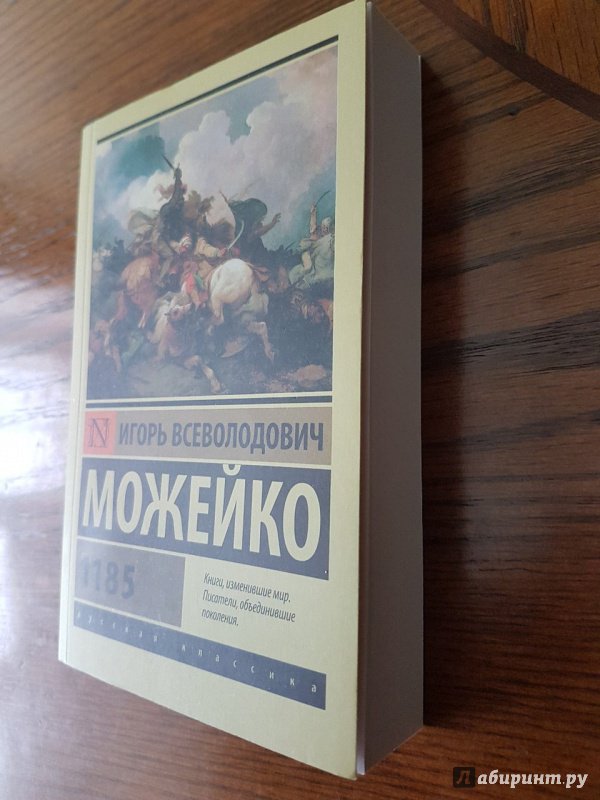 N ИГОРЬ ВСЕВОЛОДОВИЧ
МОЖЕЙКО
1185
Книги, изменившие мир.
Писатели, объединившие
поколения.
русская классика
Лабиринт.ру